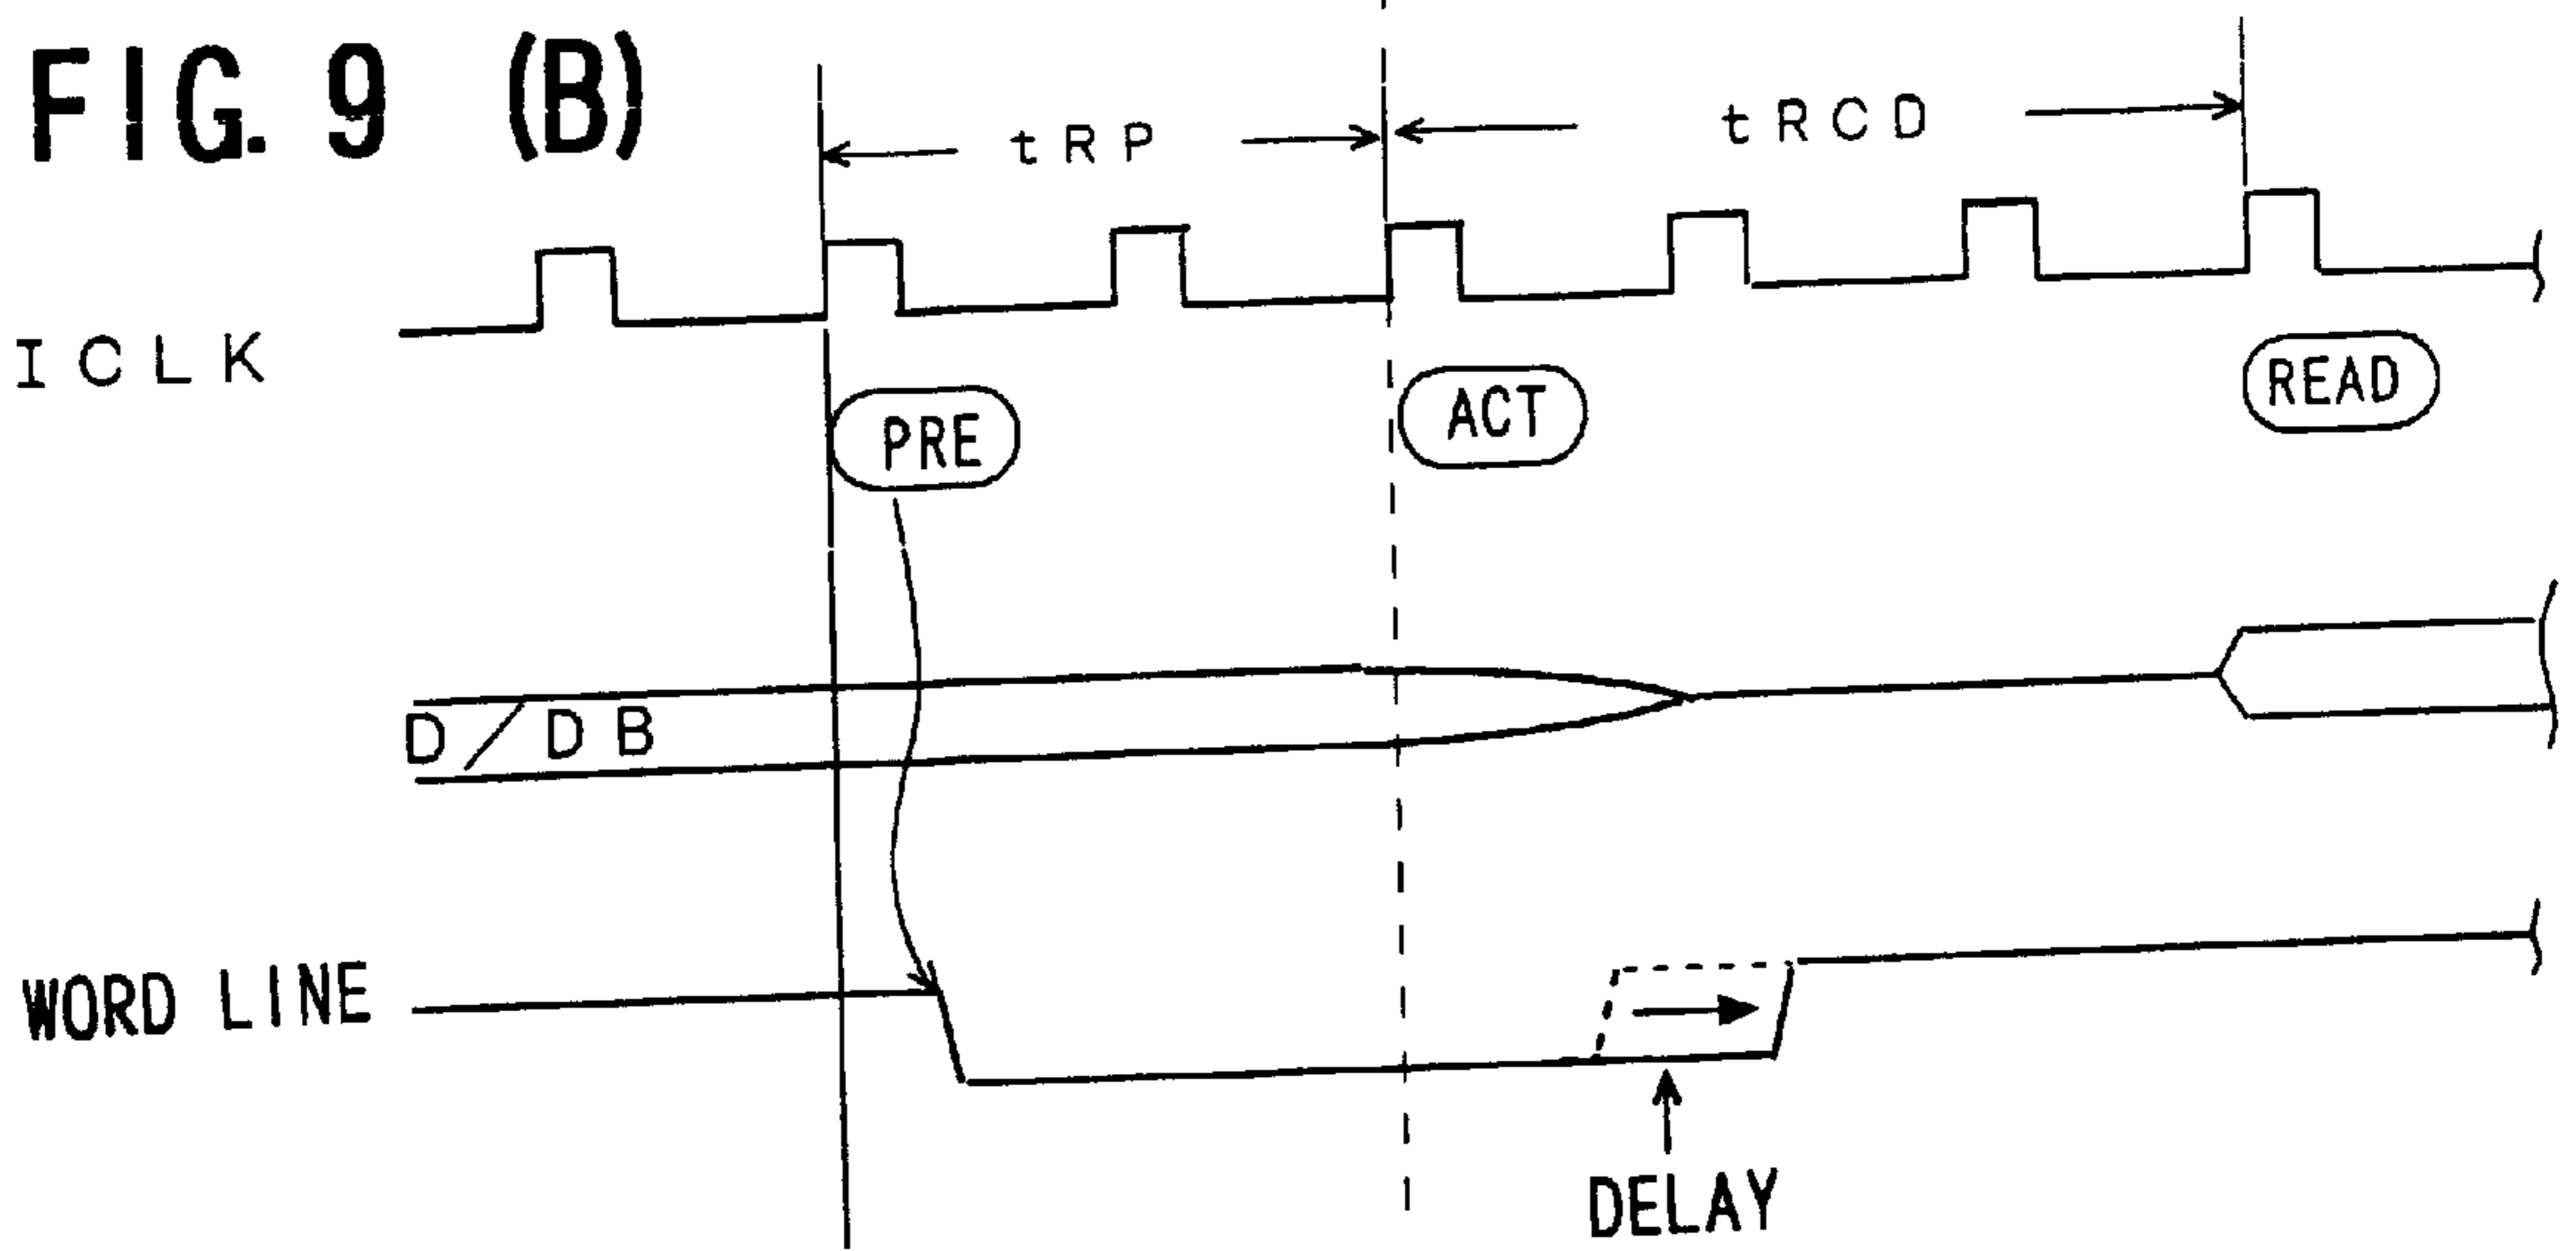 FIG. 9 (B)
tRP
tRCD
ICLK
PRE
ACT
READ
D/DB
WORD LINE
DELAY